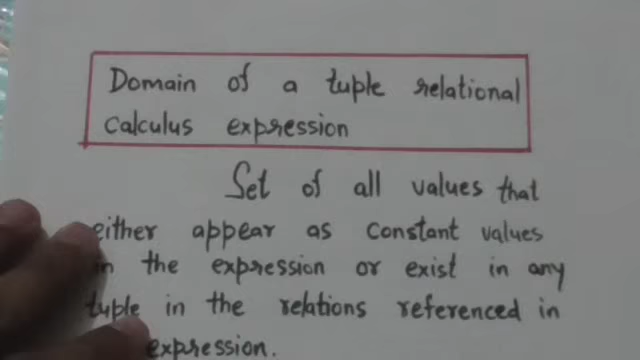 Domain of a tuple relational
calculus expression
Set of all values that
either appear as constant values
in the expression or exist in any
tuple in the relations referenced in
expression.